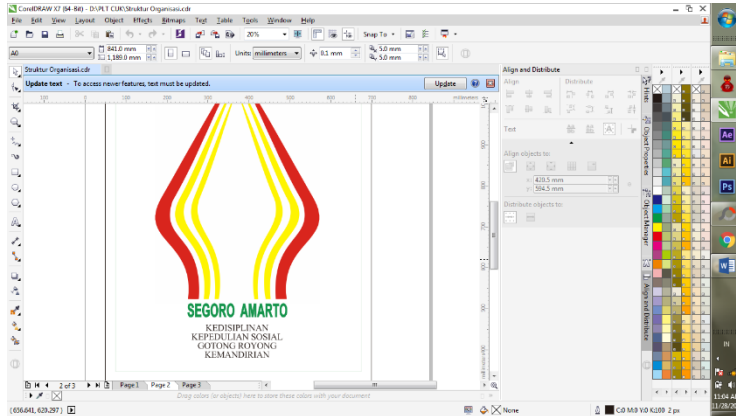 CorelDRAW X7 (64-Bit) - D:\PLT CUK\Struktur Organisasi.cdr
File Edit View Layout Object Effects Bitmaps Text Table Tools Window Help
20% Snap To
A0 841.0 mm 1,189.0 mm Units: millimeters 0.1 mm 5.0 mm 5.0 mm
Struktur Organisasi.cdr
Update text - To access newer features, text must be updated. Update
millimeters
SEGORO AMARTO
KEDISIPLINAN
KEPEDULIAN SOSIAL
GOTONG ROYONG
KEMANDIRIAN
Align and Distribute
Align Distribute
Text
Align objects to:
x: 420.5 mm
y: 594.5 mm
Distribute objects to:
Hints
Object Properties
Object Manager
Align and Distribute
Ae
Ai
Ps
W
IN
2 of 3 Page 1 Page 2 Page 3
Drag colors (or objects) here to store these colors with your document
(636.641, 620.297) None C:0 M:0 Y:0 K:100 2 px
11:04 AM